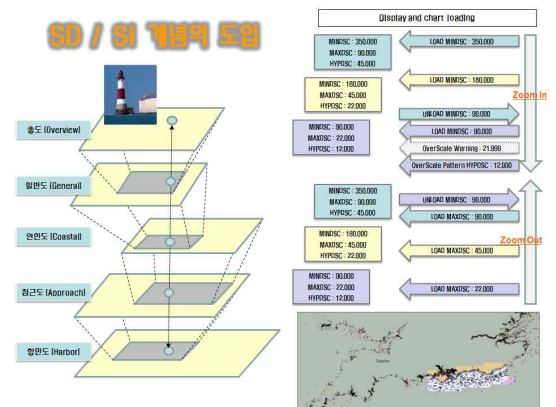 SD / SI 개념의 도입
총도 (Overview)
일반도 (General)
연안도 (Coastal)
접근도 (Approach)
항만도 (Harbor)
Display and chart loading
MINDSC : 350.000
MAXDSC : 90.000
HYPDSC : 45.000
LOAD MINDSC : 350.000
MINDSC : 180.000
MAXDSC : 45.000
HYPDSC : 22.000
LOAD MINDSC : 180.000
Zoom In
UNLOAD MINDSC : 90.000
MINDSC : 90.000
MAXDSC : 22.000
HYPDSC : 12.000
LOAD MINDSC : 90.000
OverScale Warning : 21.999
OverScale Pattern HYPDSC : 12.000
MINDSC : 350.000
MAXDSC : 90.000
HYPDSC : 45.000
UNLOAD MINDSC : 90.000
LOAD MAXDSC : 90.000
Zoom Out
MINDSC : 180.000
MAXDSC : 45.000
HYPDSC : 22.000
LOAD MAXDSC : 45.000
MINDSC : 90.000
MAXDSC : 22.000
HYPDSC : 12.000
LOAD MAXDSC : 22.000